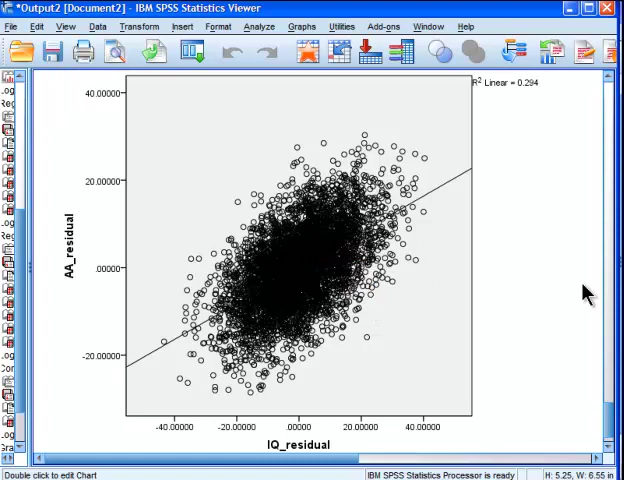 *Output2 [Document2] - IBM SPSS Statistics Viewer
File Edit View Data Transform Insert Format Analyze Graphs Utilities Add-ons Window Help
R2 Linear = 0.294
40.00000
20.00000
.00000
-20.00000
AA_residual
-40.00000 -20.00000 .00000 20.00000 40.00000
IQ_residual
Double click to edit Chart
IBM SPSS Statistics Processor is ready
H: 5.25, W: 6.55 in